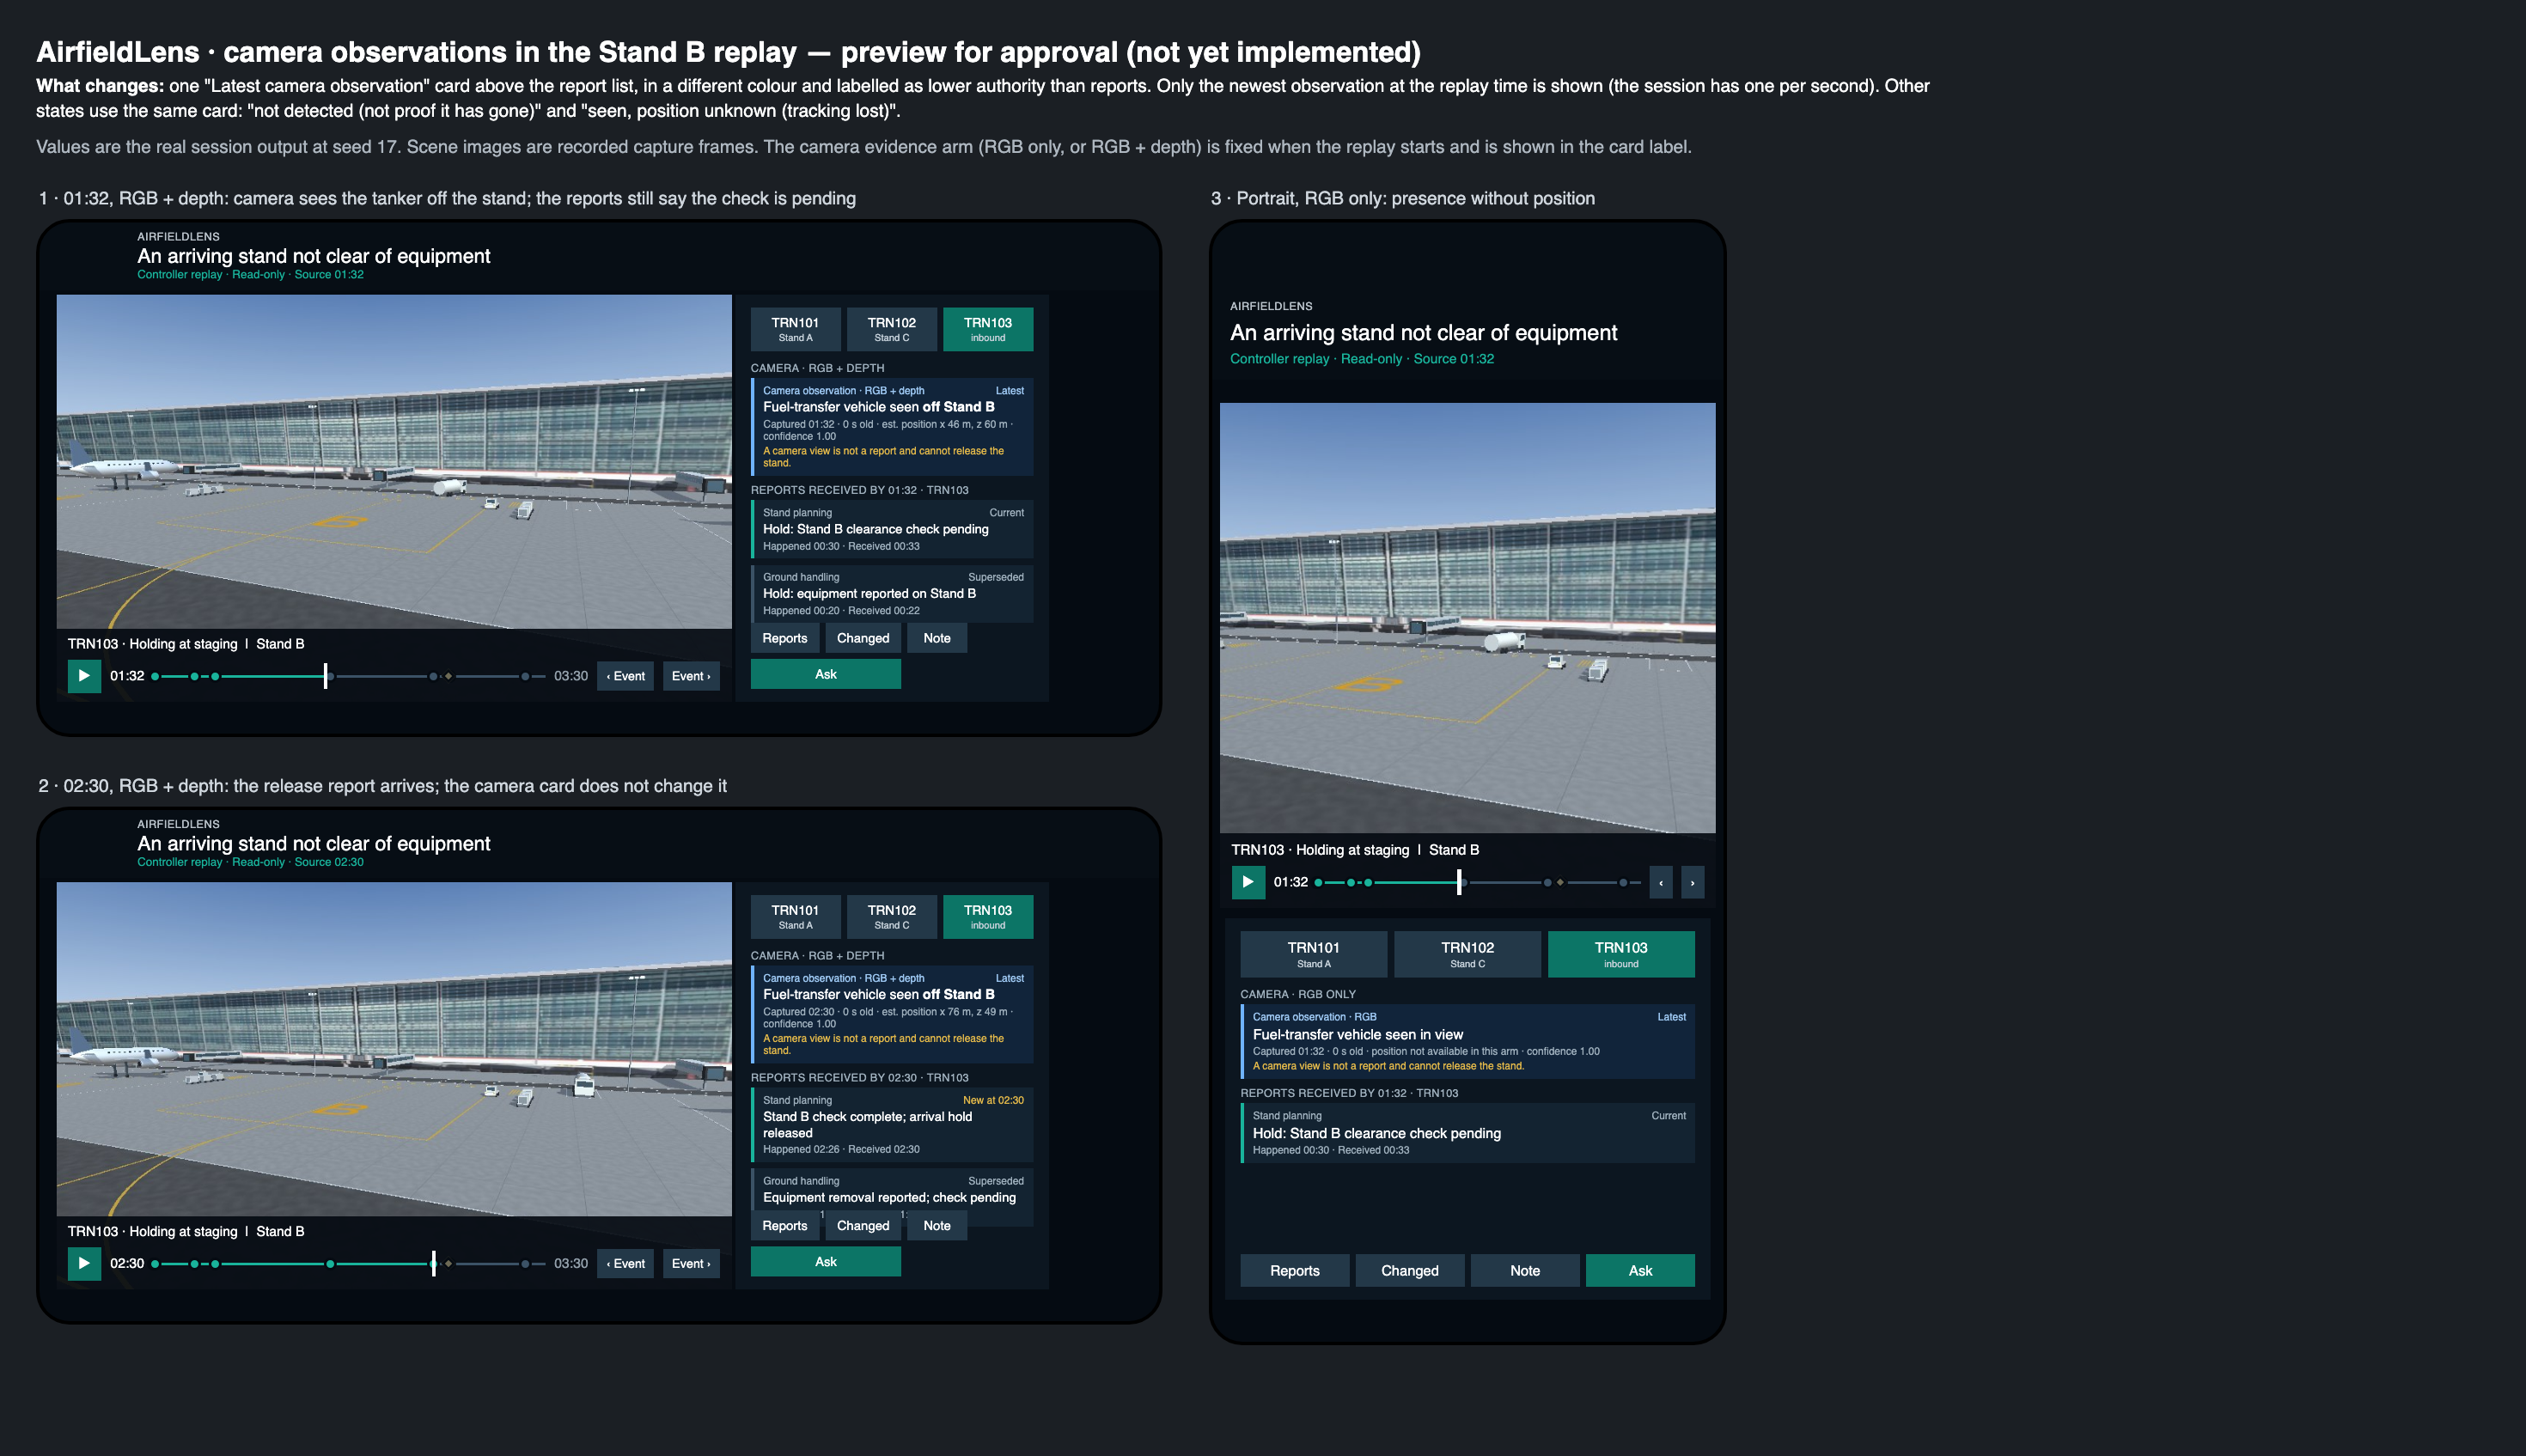 AirfieldLens · camera observations in the Stand B replay — preview for approval (not yet implemented)
What changes: one "Latest camera observation" card above the report list, in a different colour and labelled as lower authority than reports. Only the newest observation at the replay time is shown (the session has one per second). Other
states use the same card: "not detected (not proof it has gone)" and "seen, position unknown (tracking lost)".
Values are the real session output at seed 17. Scene images are recorded capture frames. The camera evidence arm (RGB only, or RGB + depth) is fixed when the replay starts and is shown in the card label.
1 · 01:32, RGB + depth: camera sees the tanker off the stand; the reports still say the check is pending
AIRFIELDLENS
An arriving stand not clear of equipment
Controller replay · Read-only · Source 01:32
B
TRN103 · Holding at staging | Stand B
01:32
03:30
‹ Event
Event ›
TRN101
Stand A
TRN102
Stand C
TRN103
inbound
CAMERA · RGB + DEPTH
Camera observation · RGB + depth
Latest
Fuel-transfer vehicle seen off Stand B
Captured 01:32 · 0 s old · est. position x 46 m, z 60 m ·
confidence 1.00
A camera view is not a report and cannot release the
stand.
REPORTS RECEIVED BY 01:32 · TRN103
Stand planning
Current
Hold: Stand B clearance check pending
Happened 00:30 · Received 00:33
Ground handling
Superseded
Hold: equipment reported on Stand B
Happened 00:20 · Received 00:22
Reports
Changed
Note
Ask
2 · 02:30, RGB + depth: the release report arrives; the camera card does not change it
AIRFIELDLENS
An arriving stand not clear of equipment
Controller replay · Read-only · Source 02:30
B
TRN103 · Holding at staging | Stand B
02:30
03:30
‹ Event
Event ›
TRN101
Stand A
TRN102
Stand C
TRN103
inbound
CAMERA · RGB + DEPTH
Camera observation · RGB + depth
Latest
Fuel-transfer vehicle seen off Stand B
Captured 02:30 · 0 s old · est. position x 76 m, z 49 m ·
confidence 1.00
A camera view is not a report and cannot release the
stand.
REPORTS RECEIVED BY 02:30 · TRN103
Stand planning
New at 02:30
Stand B check complete; arrival hold
released
Happened 02:26 · Received 02:30
Ground handling
Superseded
Equipment removal reported; check pending
Reports
Changed
Note
Ask
3 · Portrait, RGB only: presence without position
AIRFIELDLENS
An arriving stand not clear of equipment
Controller replay · Read-only · Source 01:32
B
TRN103 · Holding at staging | Stand B
01:32
‹
›
TRN101
Stand A
TRN102
Stand C
TRN103
inbound
CAMERA · RGB ONLY
Camera observation · RGB
Latest
Fuel-transfer vehicle seen in view
Captured 01:32 · 0 s old · position not available in this arm · confidence 1.00
A camera view is not a report and cannot release the stand.
REPORTS RECEIVED BY 01:32 · TRN103
Stand planning
Current
Hold: Stand B clearance check pending
Happened 00:30 · Received 00:33
Reports
Changed
Note
Ask